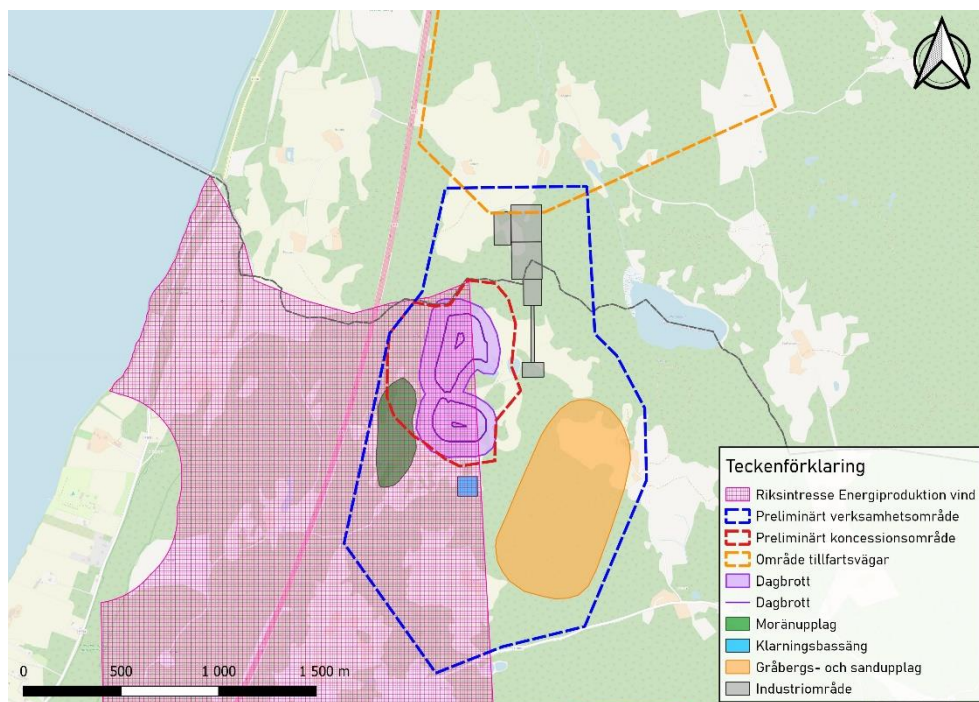 Teckenförklaring
Riksintresse Energiproduktion vind
Preliminärt verksamhetsområde
Preliminärt koncessionsområde
Område tillfartsvägar
Dagbrott
Dagbrott
Moränupplag
Klarningsbassäng
Gråbergs- och sandupplag
Industriområde
0 500 1 000 1 500 m